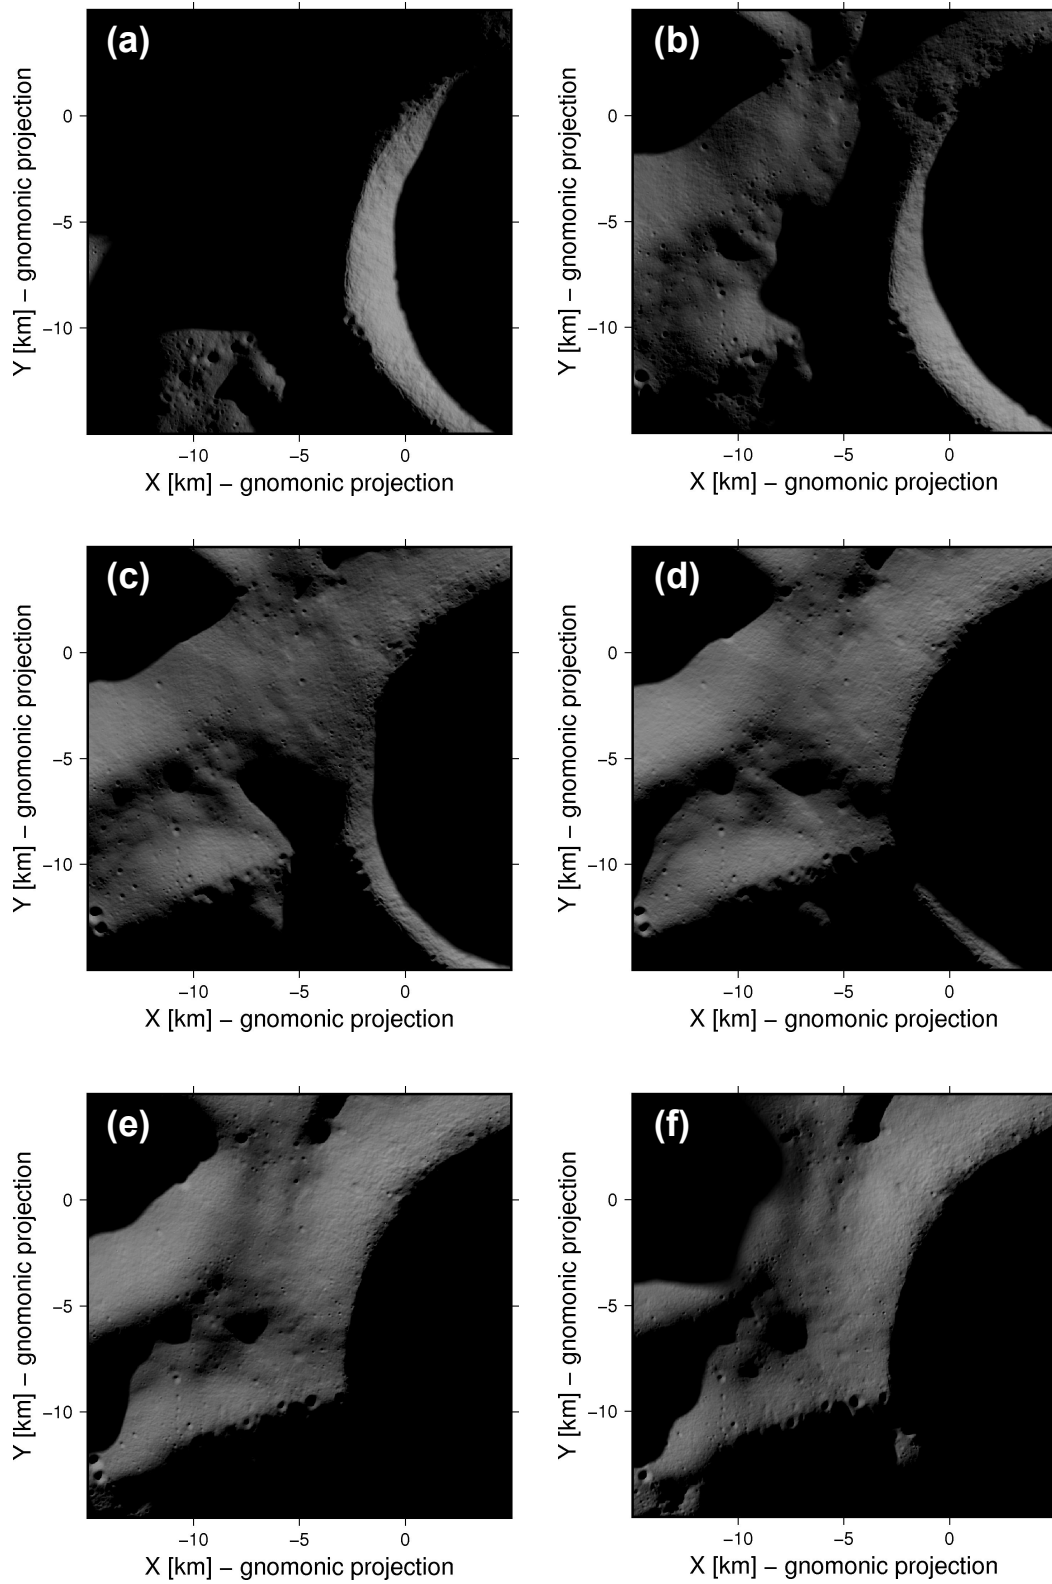 (a)
Y [km] – gnomonic projection
0
−5
−10
−10 −5 0
X [km] – gnomonic projection
(b)
Y [km] – gnomonic projection
0
−5
−10
−10 −5 0
X [km] – gnomonic projection
(c)
Y [km] – gnomonic projection
0
−5
−10
−10 −5 0
X [km] – gnomonic projection
(d)
Y [km] – gnomonic projection
0
−5
−10
−10 −5 0
X [km] – gnomonic projection
(e)
Y [km] – gnomonic projection
0
−5
−10
−10 −5 0
X [km] – gnomonic projection
(f)
Y [km] – gnomonic projection
0
−5
−10
−10 −5 0
X [km] – gnomonic projection